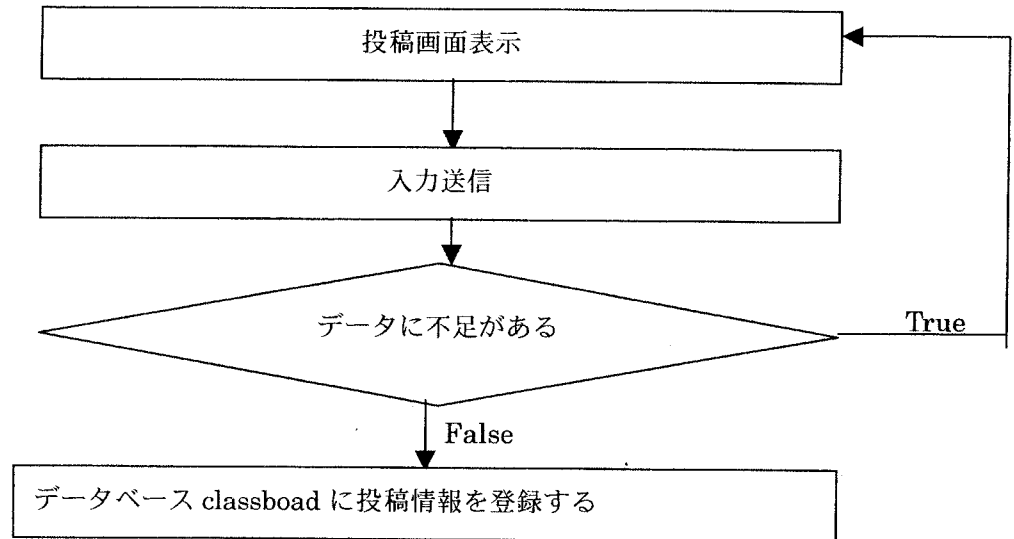 投稿画面表示
入力送信
データに不足がある
True
False
データベース classboad に投稿情報を登録する